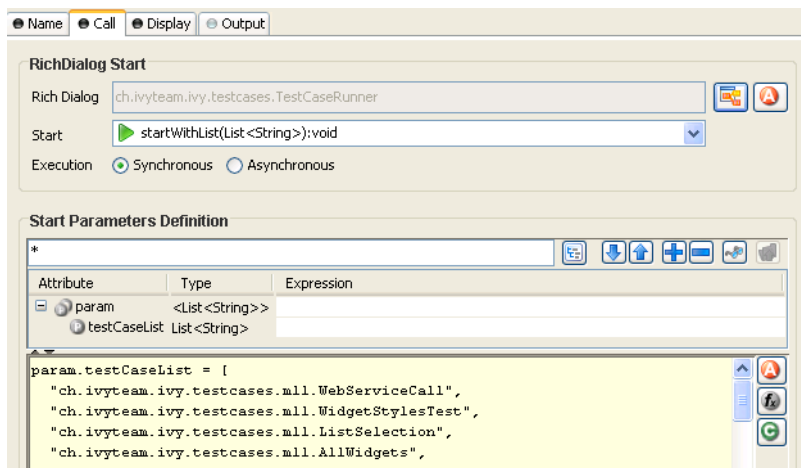 Name Call Display Output
RichDialog Start
Rich Dialog ch.ivyteam.ivy.testcases.TestCaseRunner
Start startWithList(List<String>):void
Execution Synchronous Asynchronous
Start Parameters Definition
*
Attribute Type Expression
param <List<String>>
testCaseList List<String>
param.testCaseList = [
"ch.ivyteam.ivy.testcases.mll.WebServiceCall",
"ch.ivyteam.ivy.testcases.mll.WidgetStylesTest",
"ch.ivyteam.ivy.testcases.mll.ListSelection",
"ch.ivyteam.ivy.testcases.mll.AllWidgets",